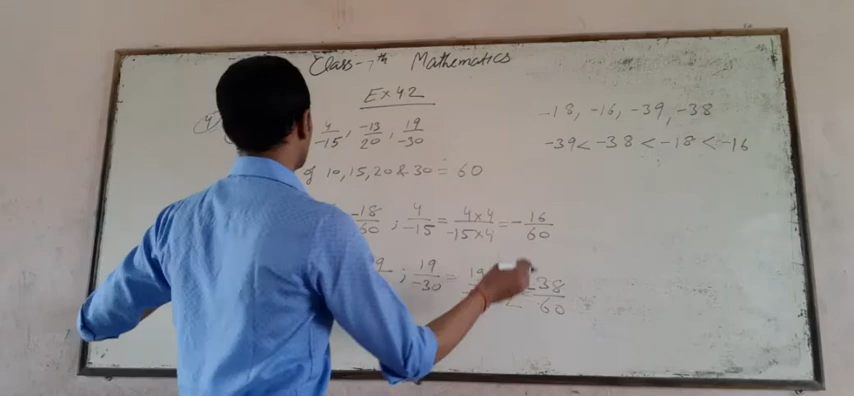 Class-7th Mathematics
Ex 42
4/-15, -13/20, 19/-30
of 10, 15, 20 & 30 = 60
-18/60 ; 4/-15 = 4×4/-15×4 = -16/60
; 19/-30 = -38/60
-18, -16, -39, -38
-39 < -38 < -18 < -16